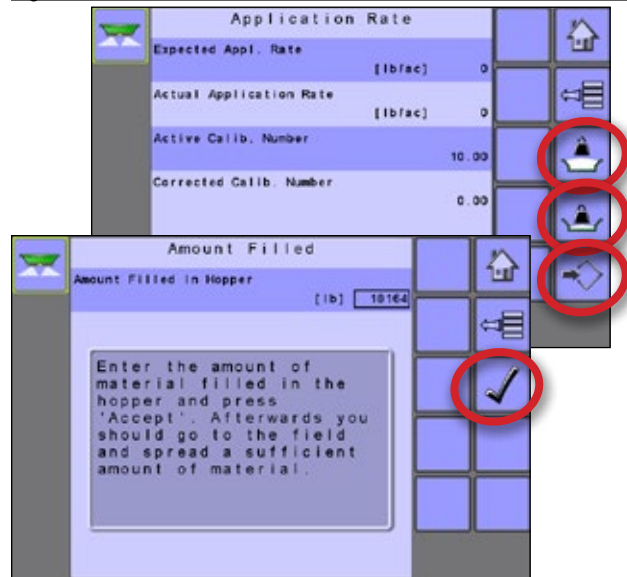 Application Rate
Expected Appl. Rate
[lb/ac] 0
Actual Application Rate
[lb/ac] 0
Active Calib. Number
10.00
Corrected Calib. Number
0.00
Amount Filled
Amount Filled in Hopper
[lb] 10164
Enter the amount of
material filled in the
hopper and press
'Accept'. Afterwards you
should go to the field
and spread a sufficient
amount of material.